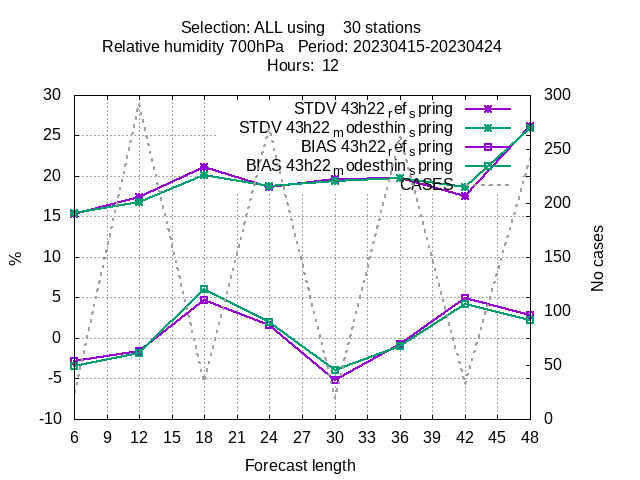 Selection: ALL using    30 stations
Relative humidity 700hPa   Period: 20230415-20230424
Hours:  12
STDV 43h22_ref_spring
STDV 43h22_modesthin_spring
BIAS 43h22_ref_spring
BIAS 43h22_modesthin_spring
CASES
30
25
20
15
10
5
0
-5
-10
%
300
250
200
150
100
50
0
No cases
6 9 12 15 18 21 24 27 30 33 36 39 42 45 48
Forecast length